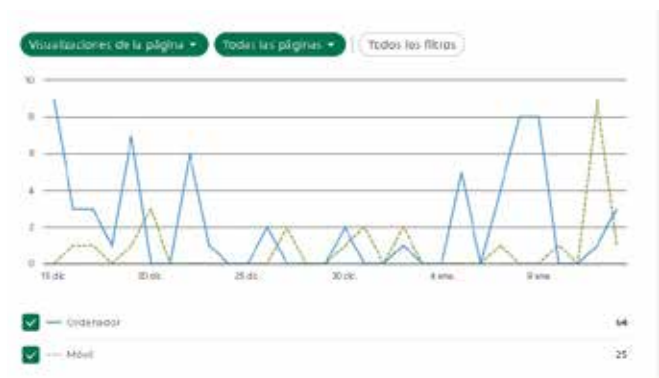 Visualizaciones de la página Todas las páginas Todos los filtros
10
8
6
4
2
0
15 dic. 20 dic. 25 dic. 30 dic. 4 ene. 9 ene.
Ordenador 64
Móvil 25